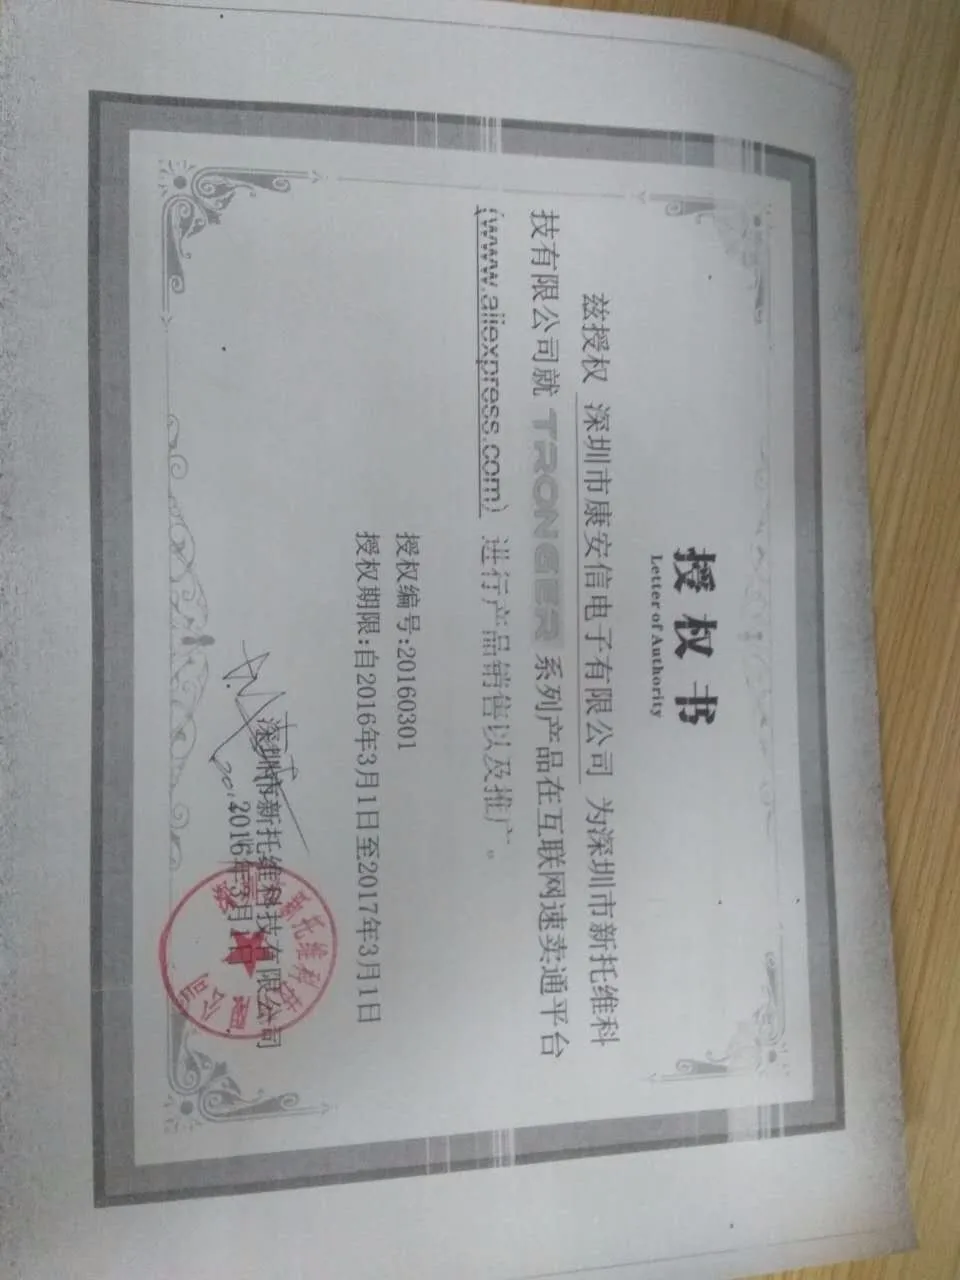 授权书
Letter of Authority
兹授权 深圳市康安信电子有限公司 为深圳市新托维科
技有限公司就 TRONGER 系列产品在互联网速卖通平台
(www.aliexpress.com) 进行产品销售以及推广。
授权编号:20160301
授权期限:自2016年3月1日至2017年3月1日
深圳市新托维科技有限公司
2016年3月1日